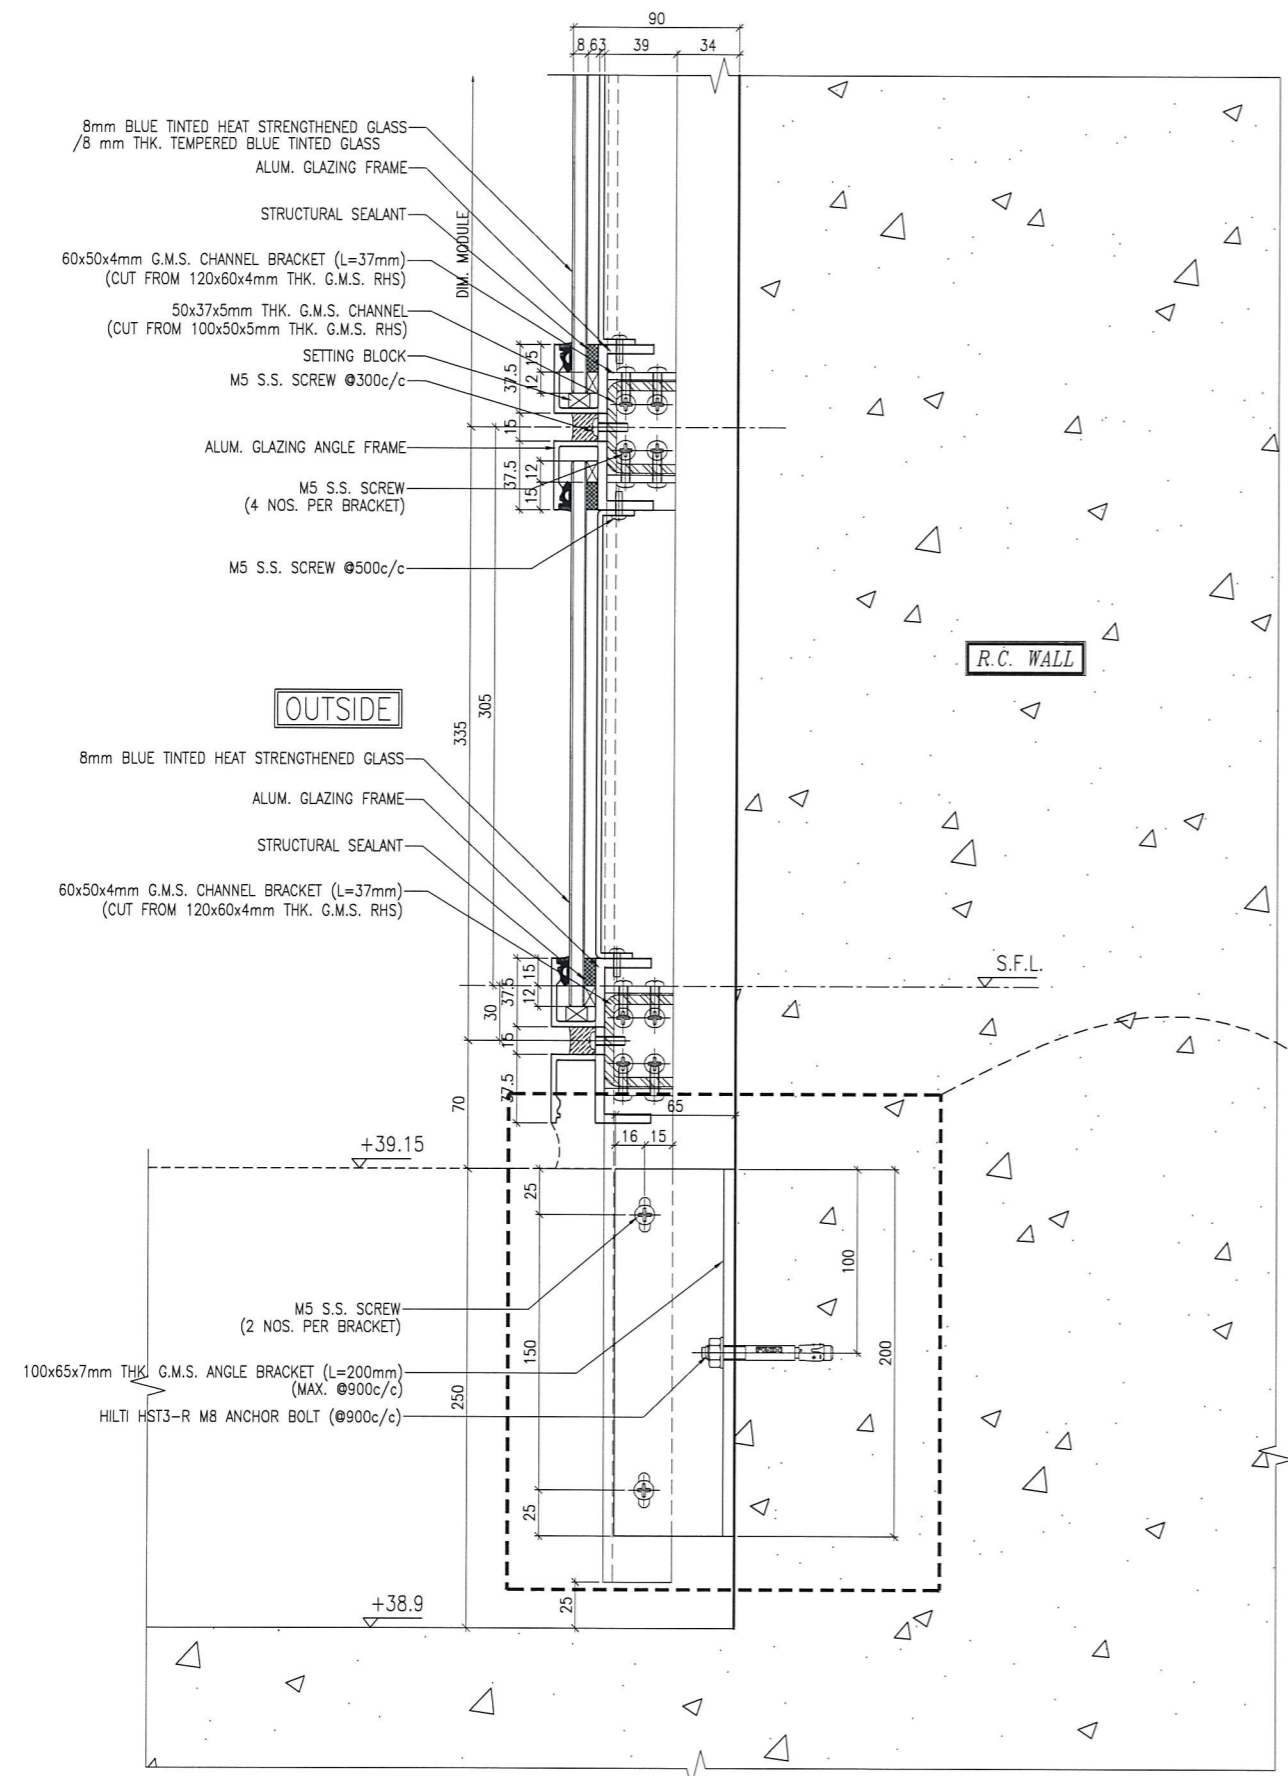 90
8 6 3 39 34
8mm BLUE TINTED HEAT STRENGTHENED GLASS
/8 mm THK. TEMPERED BLUE TINTED GLASS
ALUM. GLAZING FRAME
STRUCTURAL SEALANT
DIM. MODULE
60x50x4mm G.M.S. CHANNEL BRACKET (L=37mm)
(CUT FROM 120x60x4mm THK. G.M.S. RHS)
50x37x5mm THK. G.M.S. CHANNEL
(CUT FROM 100x50x5mm THK. G.M.S. RHS)
SETTING BLOCK
M5 S.S. SCREW @300c/c
37.5
15
12
15
ALUM. GLAZING ANGLE FRAME
37.5
12
15
M5 S.S. SCREW
(4 NOS. PER BRACKET)
M5 S.S. SCREW @500c/c
R.C. WALL
OUTSIDE
335
305
8mm BLUE TINTED HEAT STRENGTHENED GLASS
ALUM. GLAZING FRAME
STRUCTURAL SEALANT
60x50x4mm G.M.S. CHANNEL BRACKET (L=37mm)
(CUT FROM 120x60x4mm THK. G.M.S. RHS)
S.F.L.
37.5
15
12
30
15
37.5
70
65
16 15
+39.15
25
100
M5 S.S. SCREW
(2 NOS. PER BRACKET)
150
200
100x65x7mm THK. G.M.S. ANGLE BRACKET (L=200mm)
(MAX. @900c/c)
250
HILTI HST3-R M8 ANCHOR BOLT (@900c/c)
25
25
+38.9